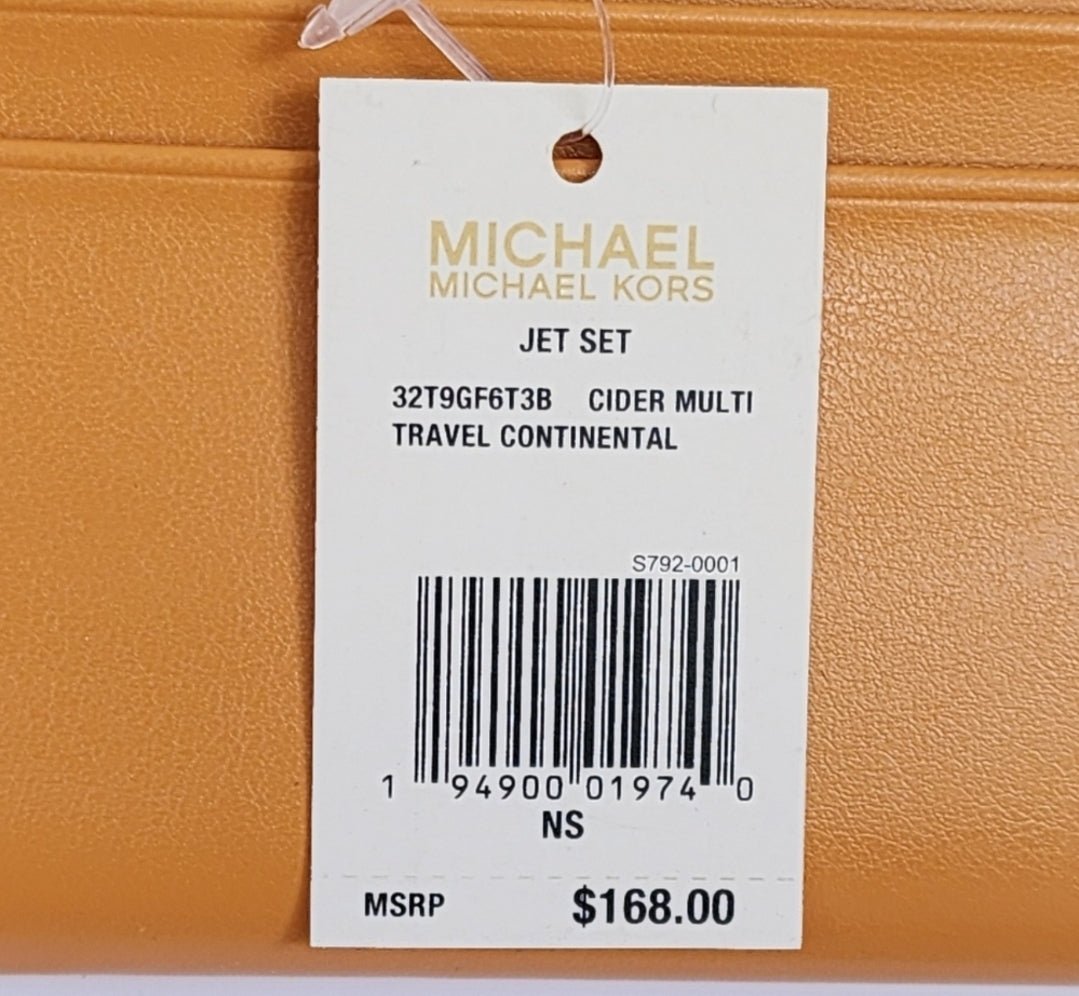 MICHAEL
MICHAEL KORS
JET SET
32T9GF6T3B CIDER MULTI
TRAVEL CONTINENTAL
S792-0001
1 94900 01974 0
NS
MSRP $168.00